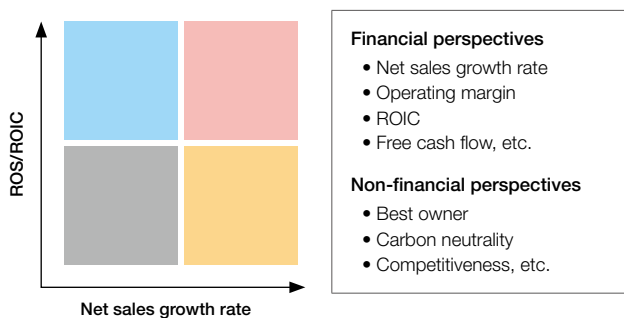 ROS/ROIC
Net sales growth rate
Financial perspectives
• Net sales growth rate
• Operating margin
• ROIC
• Free cash flow, etc.
Non-financial perspectives
• Best owner
• Carbon neutrality
• Competitiveness, etc.